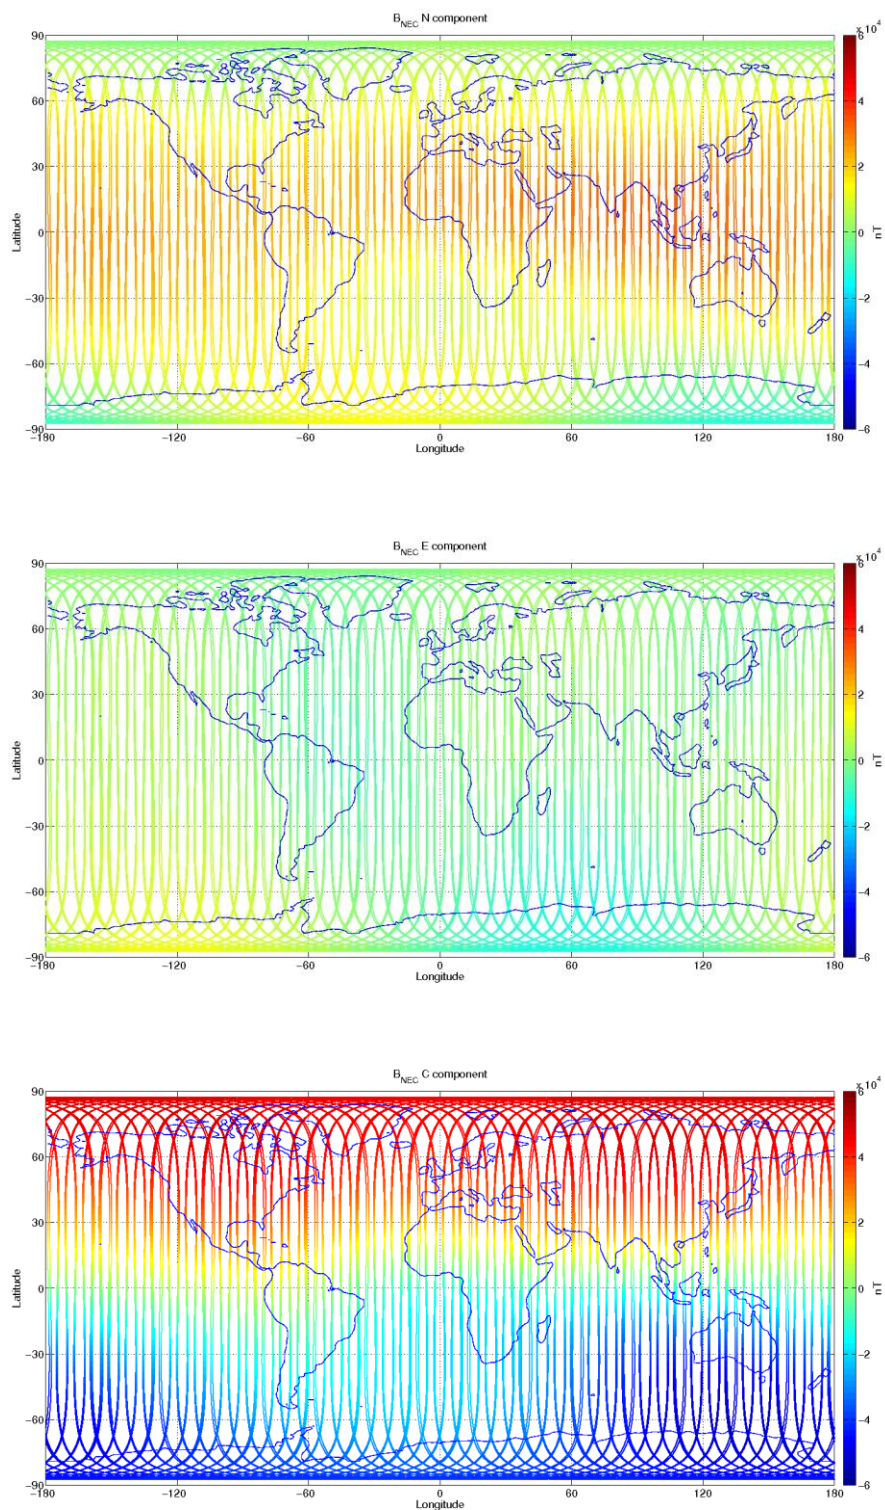 B_NEC N component
x 10^4
90
60
30
0
−30
−60
−90
Latitude
−180 −120 −60 0 60 120 180
Longitude
6
4
2
0
−2
−4
−6
nT
B_NEC E component
x 10^4
90
60
30
0
−30
−60
−90
Latitude
−180 −120 −60 0 60 120 180
Longitude
6
4
2
0
−2
−4
−6
nT
B_NEC C component
x 10^4
90
60
30
0
−30
−60
−90
Latitude
−180 −120 −60 0 60 120 180
Longitude
6
4
2
0
−2
−4
−6
nT